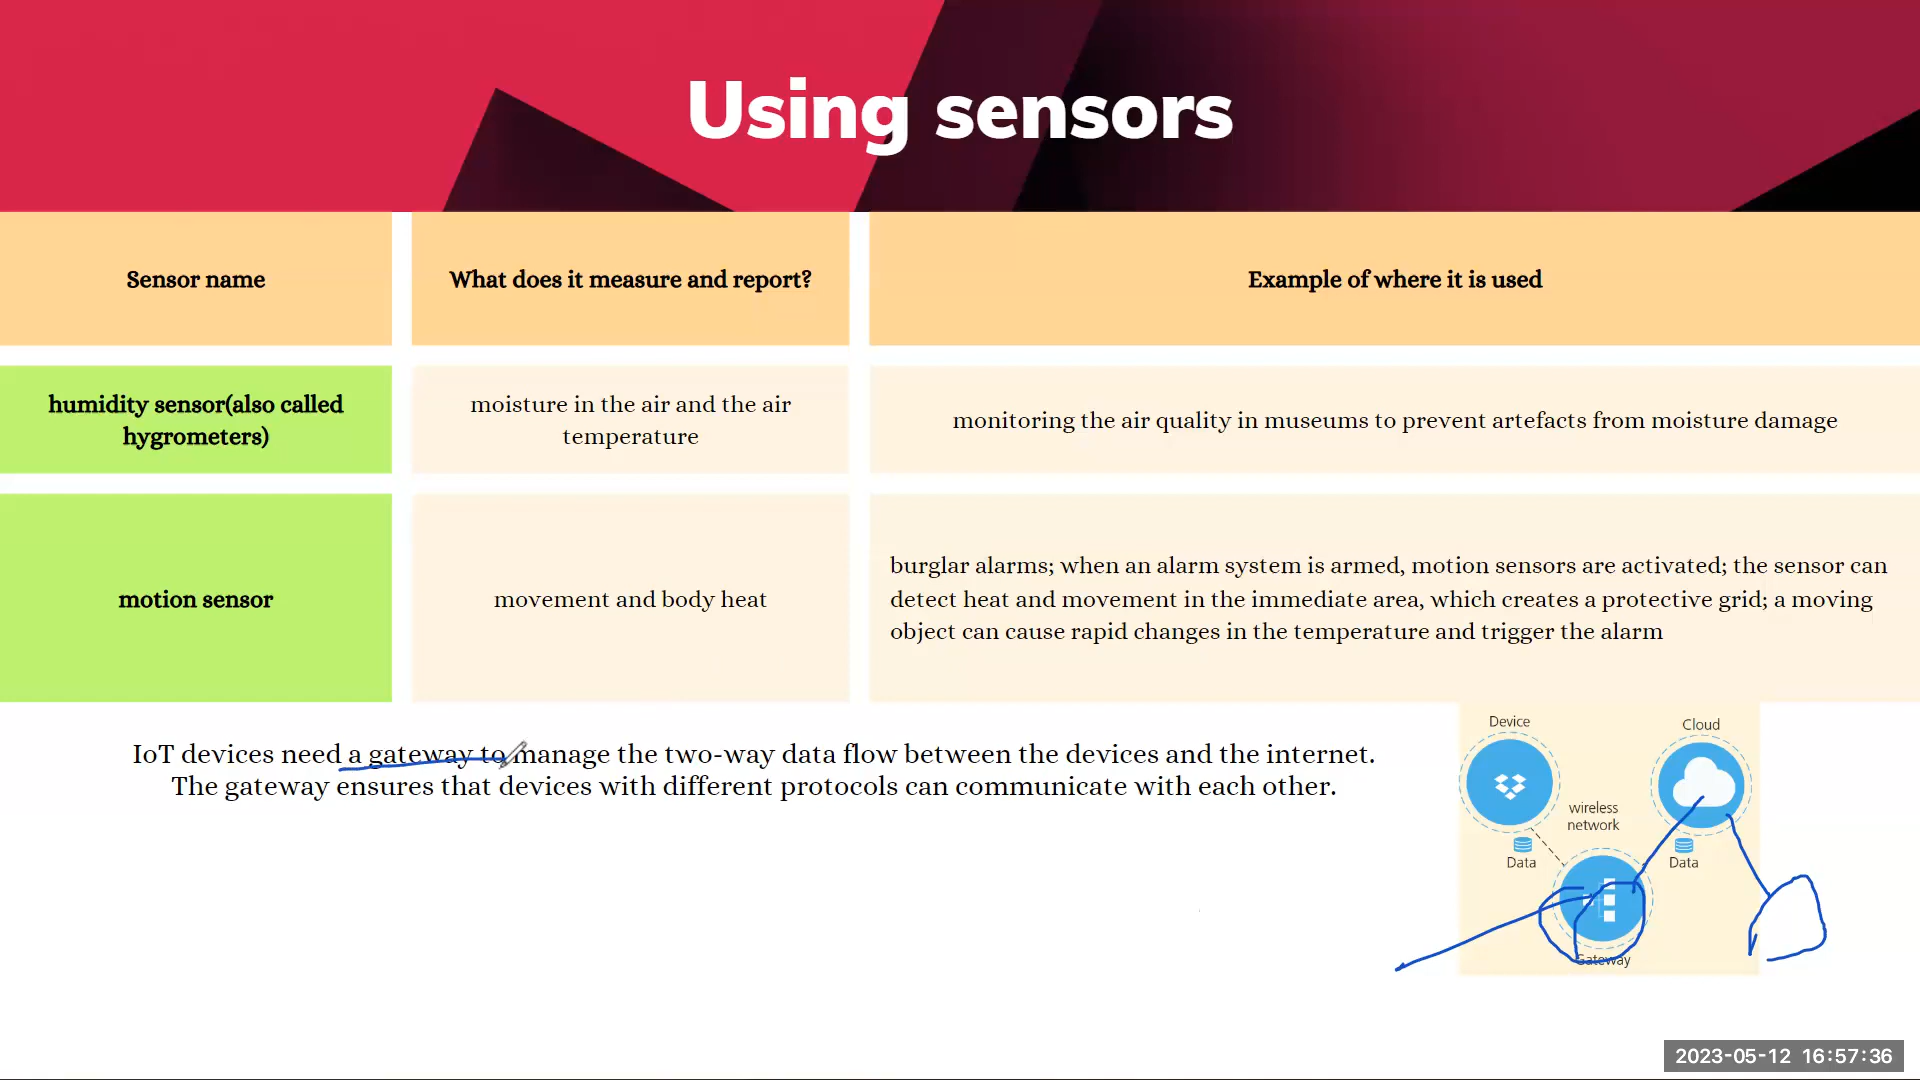 Using sensors
Sensor name
What does it measure and report?
Example of where it is used
humidity sensor(also called
hygrometers)
moisture in the air and the air
temperature
monitoring the air quality in museums to prevent artefacts from moisture damage
motion sensor
movement and body heat
burglar alarms; when an alarm system is armed, motion sensors are activated; the sensor can
detect heat and movement in the immediate area, which creates a protective grid; a moving
object can cause rapid changes in the temperature and trigger the alarm
IoT devices need a gateway to manage the two-way data flow between the devices and the internet.
The gateway ensures that devices with different protocols can communicate with each other.
Device
Cloud
wireless
network
Data
Data
Gateway
2023-05-12 16:57:36